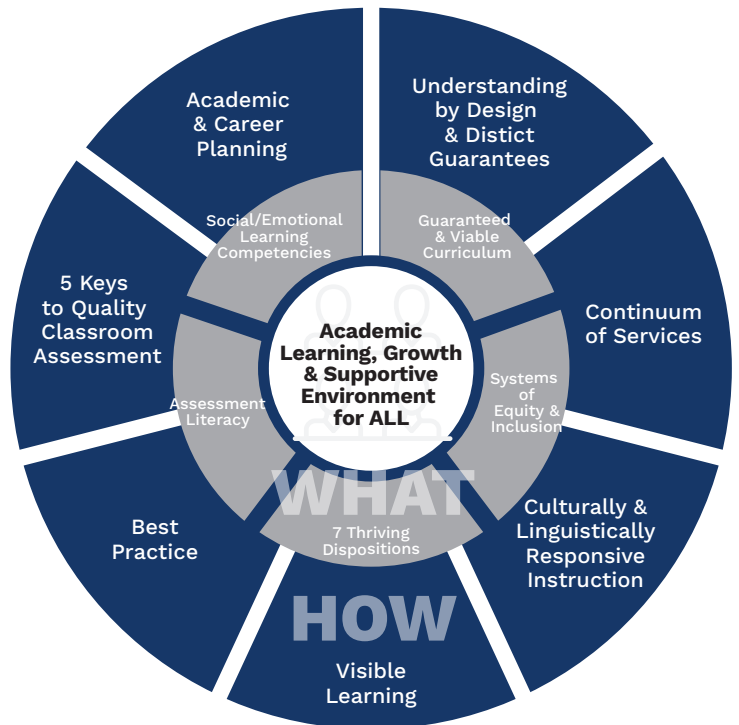 Academic
& Career
Planning
Understanding
by Design
& Distict
Guarantees
Social/Emotional
Learning
Competencies
Guaranteed
& Viable
Curriculum
5 Keys
to Quality
Classroom
Assessment
Academic
Learning, Growth
& Supportive
Environment
for ALL
Continuum
of Services
Assessment
Literacy
Systems
of
Equity &
Inclusion
WHAT
7 Thriving
Dispositions
Best
Practice
Culturally &
Linguistically
Responsive
Instruction
HOW
Visible
Learning